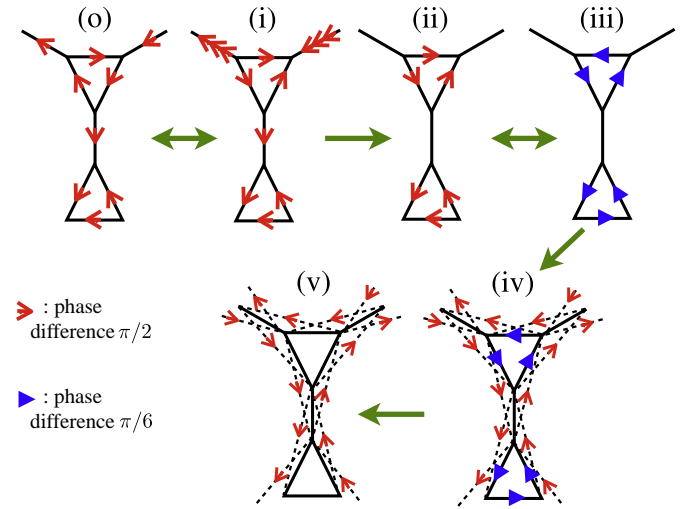 (o)
(i)
(ii)
(iii)
(v)
(iv)
: phase
difference π/2
: phase
difference π/6